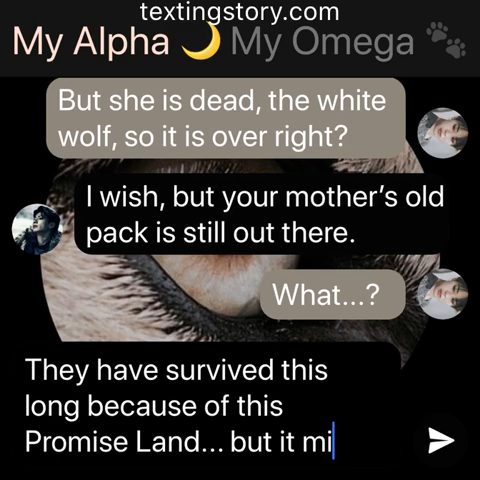 textingstory.com
My Alpha 🌙 My Omega 🐾
But she is dead, the white
wolf, so it is over right?
I wish, but your mother’s old
pack is still out there.
What...?
They have survived this
long because of this
Promise Land... but it mi